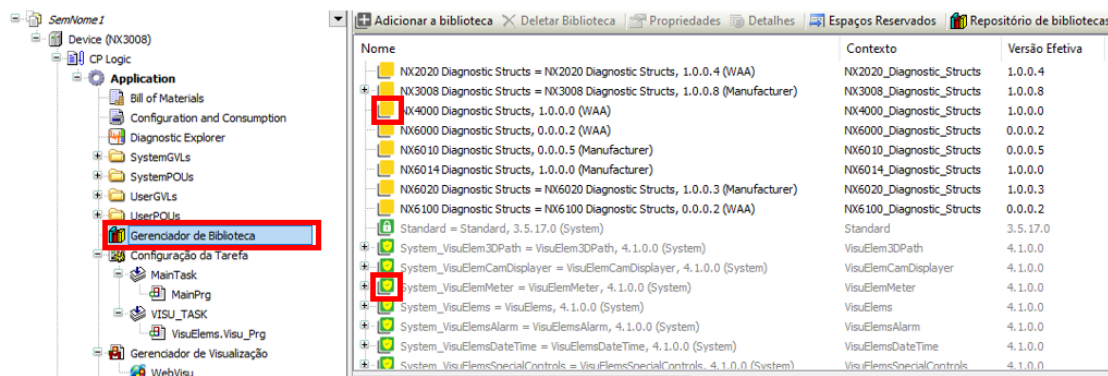 SemNome1
Device (NX3008)
CP Logic
Application
Bill of Materials
Configuration and Consumption
Diagnostic Explorer
SystemGVLs
SystemPOUs
UserGVLs
UserPOUs
Gerenciador de Biblioteca
Configuração da Tarefa
MainTask
MainPrg
VISU_TASK
VisuElems.Visu_Prg
Gerenciador de Visualização
WebVisu
Adicionar a biblioteca Deletar Biblioteca Propriedades Detalhes Espaços Reservados Repositório de bibliotecas
Nome Contexto Versão Efetiva
NX2020 Diagnostic Structs = NX2020 Diagnostic Structs, 1.0.0.4 (WAA) NX2020_Diagnostic_Structs 1.0.0.4
NX3008 Diagnostic Structs = NX3008 Diagnostic Structs, 1.0.0.8 (Manufacturer) NX3008_Diagnostic_Structs 1.0.0.8
NX4000 Diagnostic Structs, 1.0.0.0 (WAA) NX4000_Diagnostic_Structs 1.0.0.0
NX6000 Diagnostic Structs, 0.0.0.2 (WAA) NX6000_Diagnostic_Structs 0.0.0.2
NX6010 Diagnostic Structs, 0.0.0.5 (Manufacturer) NX6010_Diagnostic_Structs 0.0.0.5
NX6014 Diagnostic Structs, 1.0.0.0 (Manufacturer) NX6014_Diagnostic_Structs 1.0.0.0
NX6020 Diagnostic Structs = NX6020 Diagnostic Structs, 1.0.0.3 (Manufacturer) NX6020_Diagnostic_Structs 1.0.0.3
NX6100 Diagnostic Structs = NX6100 Diagnostic Structs, 0.0.0.2 (WAA) NX6100_Diagnostic_Structs 0.0.0.2
Standard = Standard, 3.5.17.0 (System) Standard 3.5.17.0
System_VisuElem3DPath = VisuElem3DPath, 4.1.0.0 (System) VisuElem3DPath 4.1.0.0
System_VisuElemCamDisplayer = VisuElemCamDisplayer, 4.1.0.0 (System) VisuElemCamDisplayer 4.1.0.0
System_VisuElemMeter = VisuElemMeter, 4.1.0.0 (System) VisuElemMeter 4.1.0.0
System_VisuElems = VisuElems, 4.1.0.0 (System) VisuElems 4.1.0.0
System_VisuElemsAlarm = VisuElemsAlarm, 4.1.0.0 (System) VisuElemsAlarm 4.1.0.0
System_VisuElemsDateTime = VisuElemsDateTime, 4.1.0.0 (System) VisuElemsDateTime 4.1.0.0
System_VisuElemsSpecialControls = VisuElemsSpecialControls, 4.1.0.0 (System) VisuElemsSpecialControls 4.1.0.0